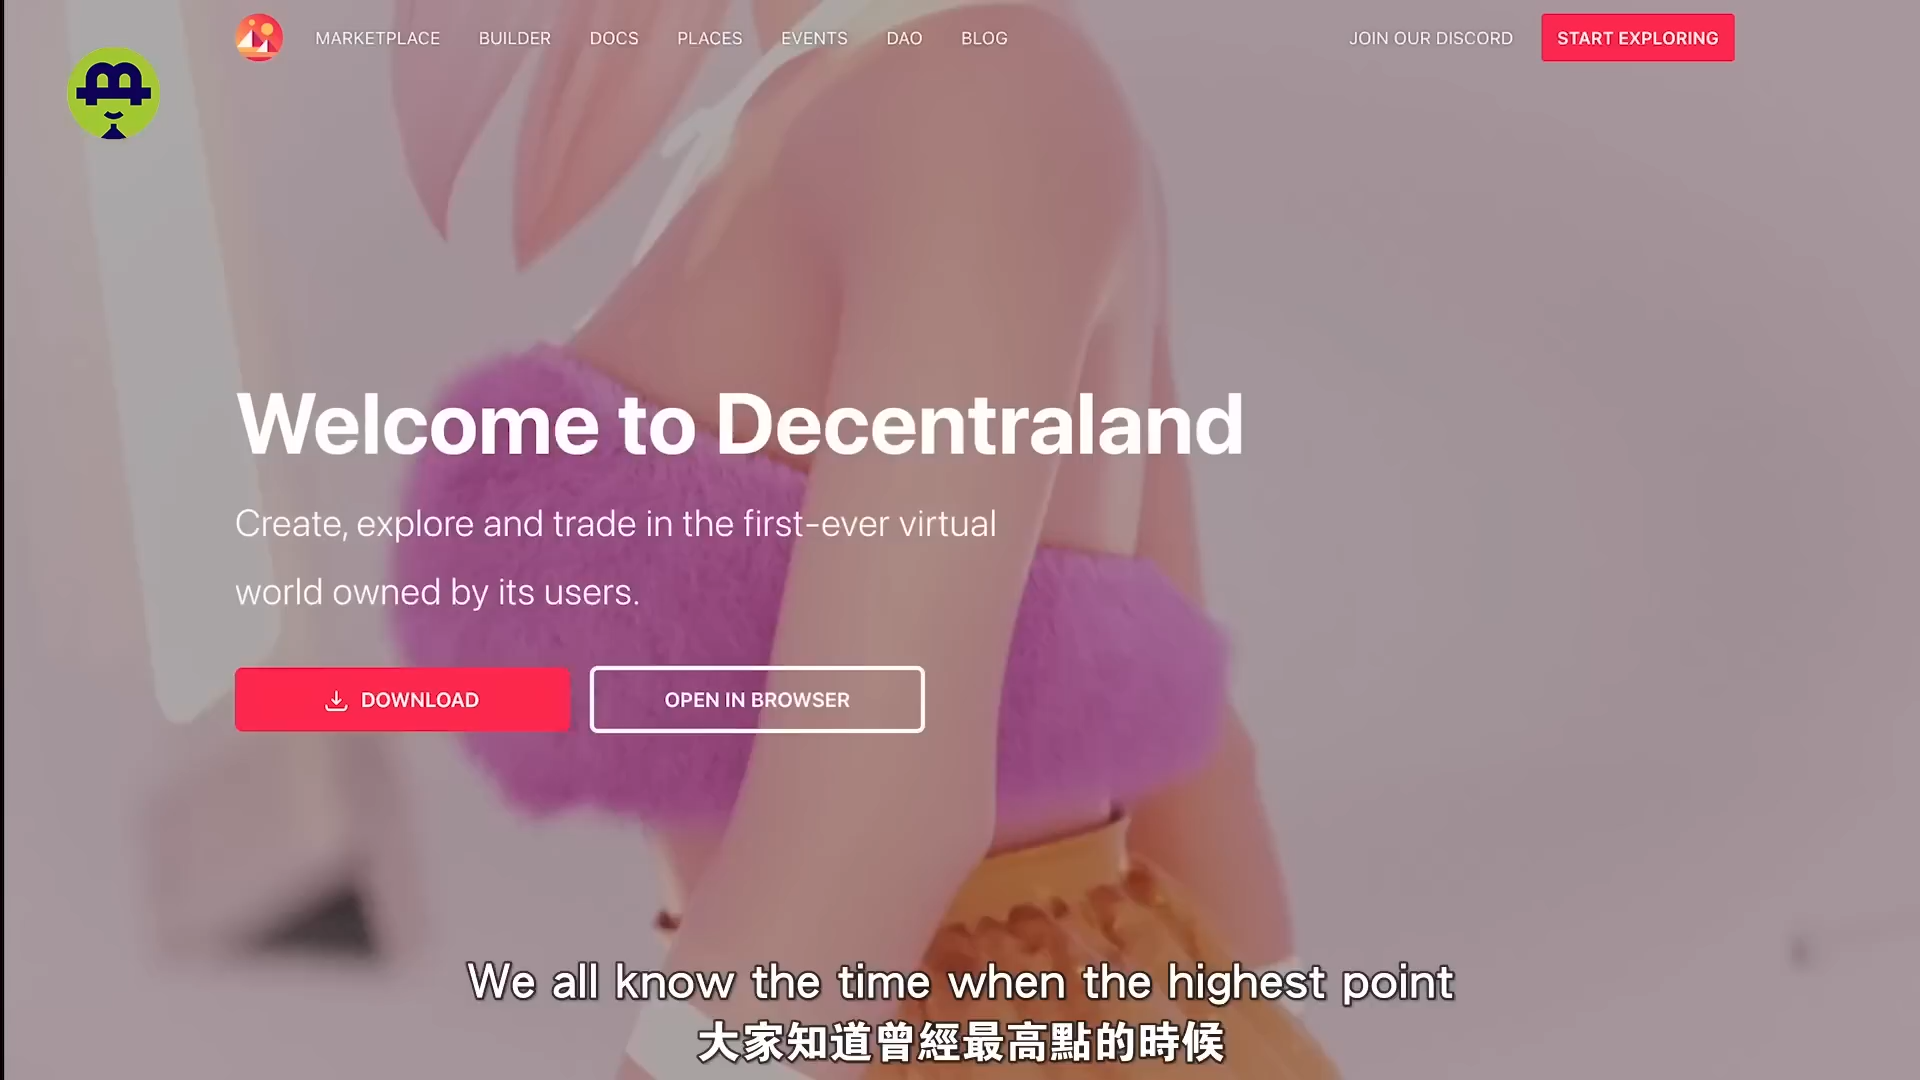 MARKETPLACE BUILDER DOCS PLACES EVENTS DAO BLOG JOIN OUR DISCORD START EXPLORING
Welcome to Decentraland
Create, explore and trade in the first-ever virtual
world owned by its users.
DOWNLOAD OPEN IN BROWSER
We all know the time when the highest point
大家知道曾經最高點的時候